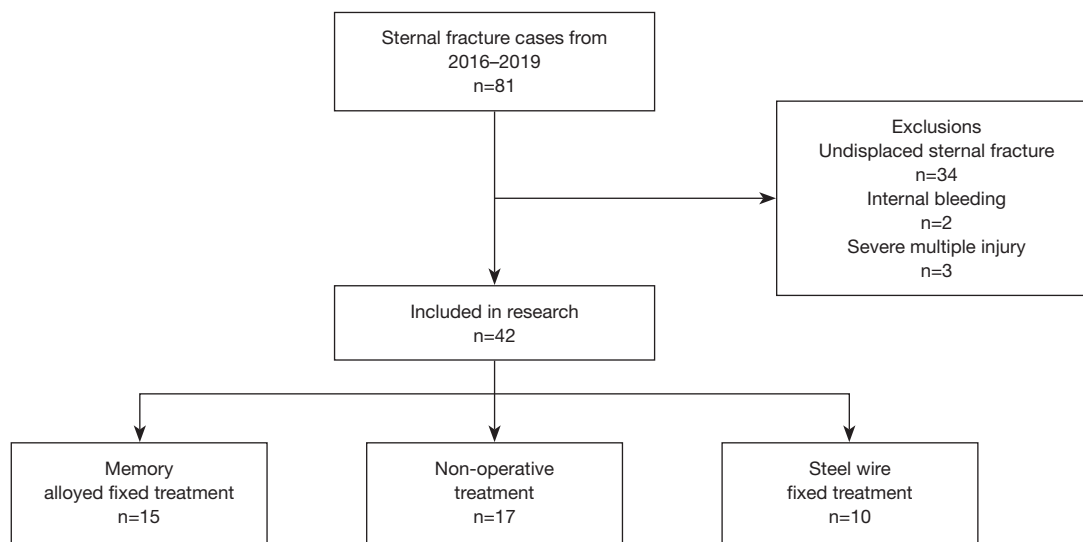 Sternal fracture cases from
2016–2019
n=81
Exclusions
Undisplaced sternal fracture
n=34
Internal bleeding
n=2
Severe multiple injury
n=3
Included in research
n=42
Memory
alloyed fixed treatment
n=15
Non-operative
treatment
n=17
Steel wire
fixed treatment
n=10